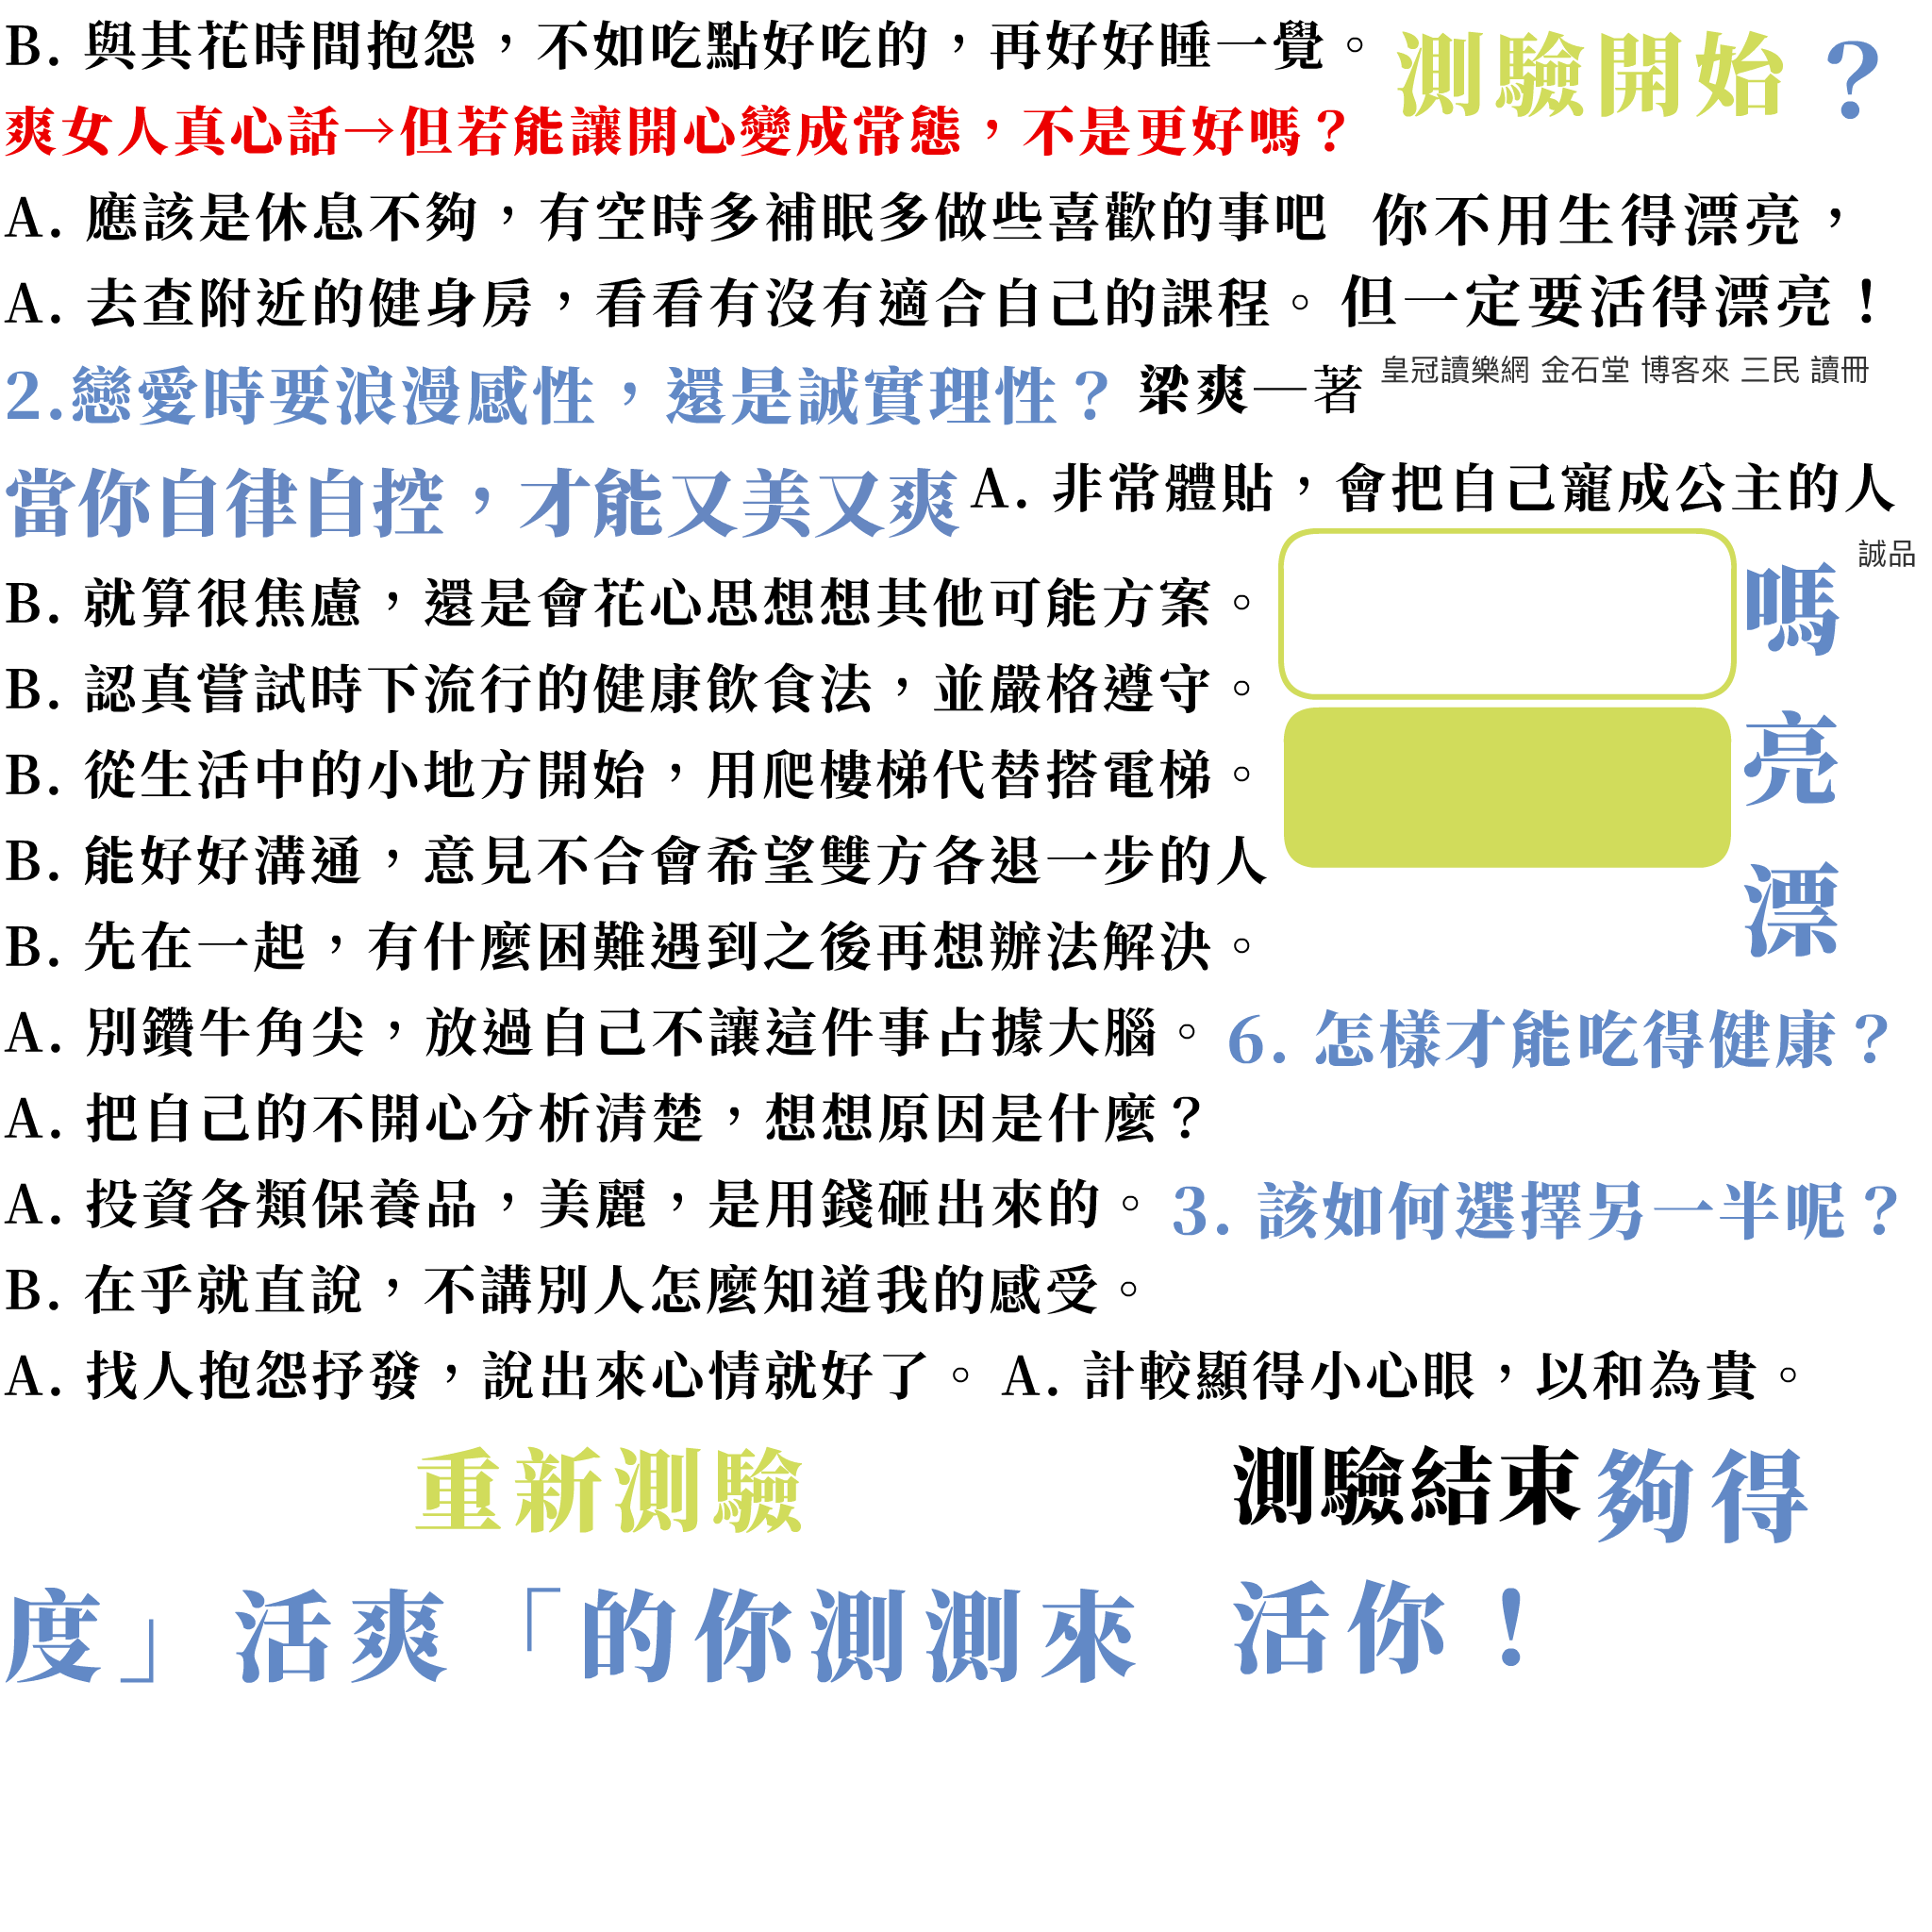 B. 與其花時間抱怨，不如吃點好吃的，再好好睡一覺。
測驗開始
？
爽女人真心話→但若能讓開心變成常態，不是更好嗎？
A. 應該是休息不夠，有空時多補眠多做些喜歡的事吧
你不用生得漂亮，
A. 去查附近的健身房，看看有沒有適合自己的課程。
但一定要活得漂亮！
2.戀愛時要浪漫感性，還是誠實理性？
梁爽—著
皇冠讀樂網 金石堂 博客來 三民 讀冊
當你自律自控，才能又美又爽
A. 非常體貼，會把自己寵成公主的人
誠品
B. 就算很焦慮，還是會花心思想想其他可能方案。
嗎
B. 認真嘗試時下流行的健康飲食法，並嚴格遵守。
B. 從生活中的小地方開始，用爬樓梯代替搭電梯。
亮
B. 能好好溝通，意見不合會希望雙方各退一步的人
漂
B. 先在一起，有什麼困難遇到之後再想辦法解決。
A. 別鑽牛角尖，放過自己不讓這件事占據大腦。
6. 怎樣才能吃得健康？
A. 把自己的不開心分析清楚，想想原因是什麼？
A. 投資各類保養品，美麗，是用錢砸出來的。
3. 該如何選擇另一半呢？
B. 在乎就直說，不講別人怎麼知道我的感受。
A. 找人抱怨抒發，說出來心情就好了。
A. 計較顯得小心眼，以和為貴。
重新測驗
測驗結束
夠得
度」活爽「的你測測來
活你！